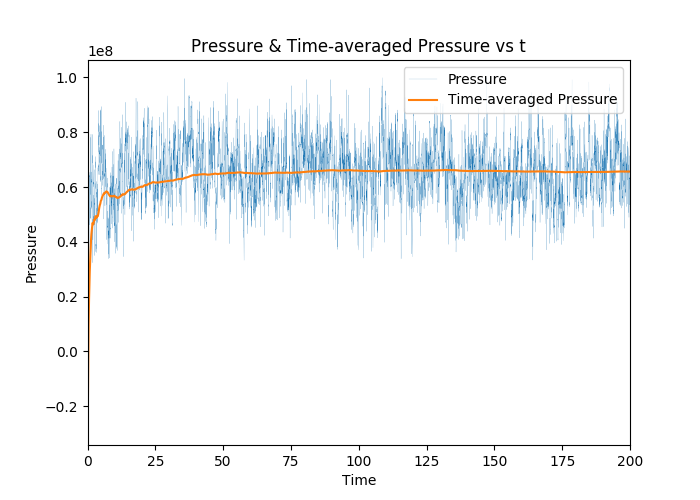 Pressure & Time-averaged Pressure vs t
1e8
Pressure
Time-averaged Pressure
1.0
0.8
0.6
0.4
0.2
0.0
−0.2
Pressure
0 25 50 75 100 125 150 175 200
Time